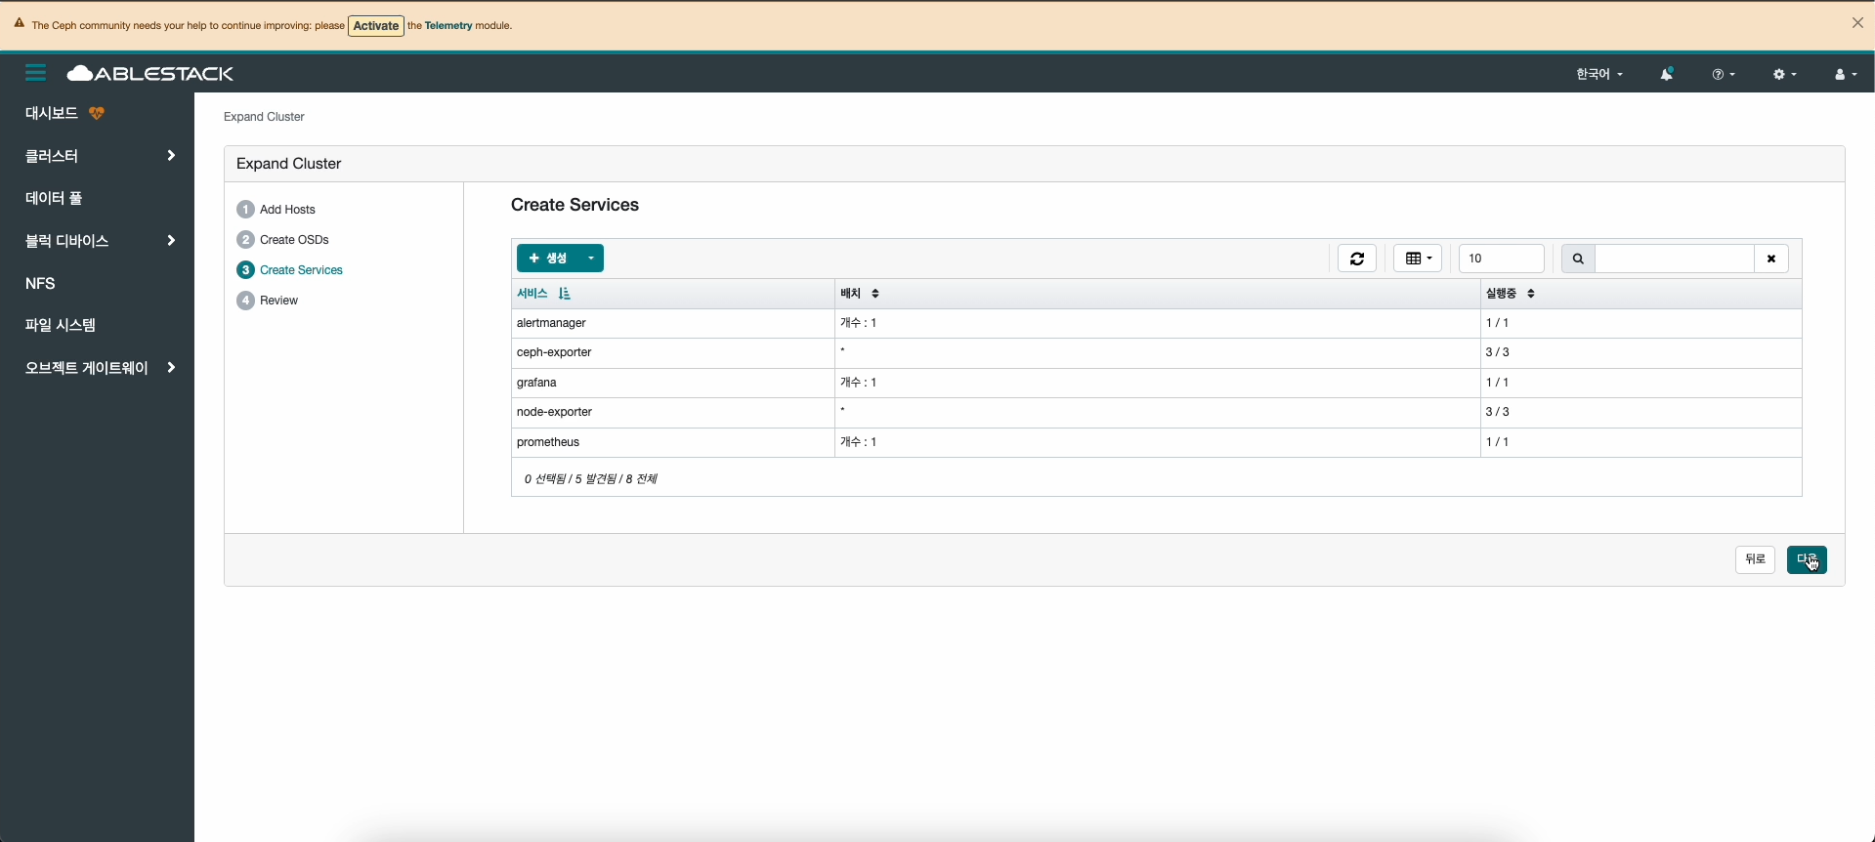 The Ceph community needs your help to continue improving: please Activate the Telemetry module.
ABLESTACK
한국어
대시보드
클러스터
데이터 풀
블럭 디바이스
NFS
파일 시스템
오브젝트 게이트웨이
Expand Cluster
Expand Cluster
1 Add Hosts
2 Create OSDs
3 Create Services
4 Review
Create Services
생성
10
서비스 배치 실행중
alertmanager 개수 : 1 1 / 1
ceph-exporter * 3 / 3
grafana 개수 : 1 1 / 1
node-exporter * 3 / 3
prometheus 개수 : 1 1 / 1
0 선택됨 / 5 발견됨 / 8 전체
뒤로